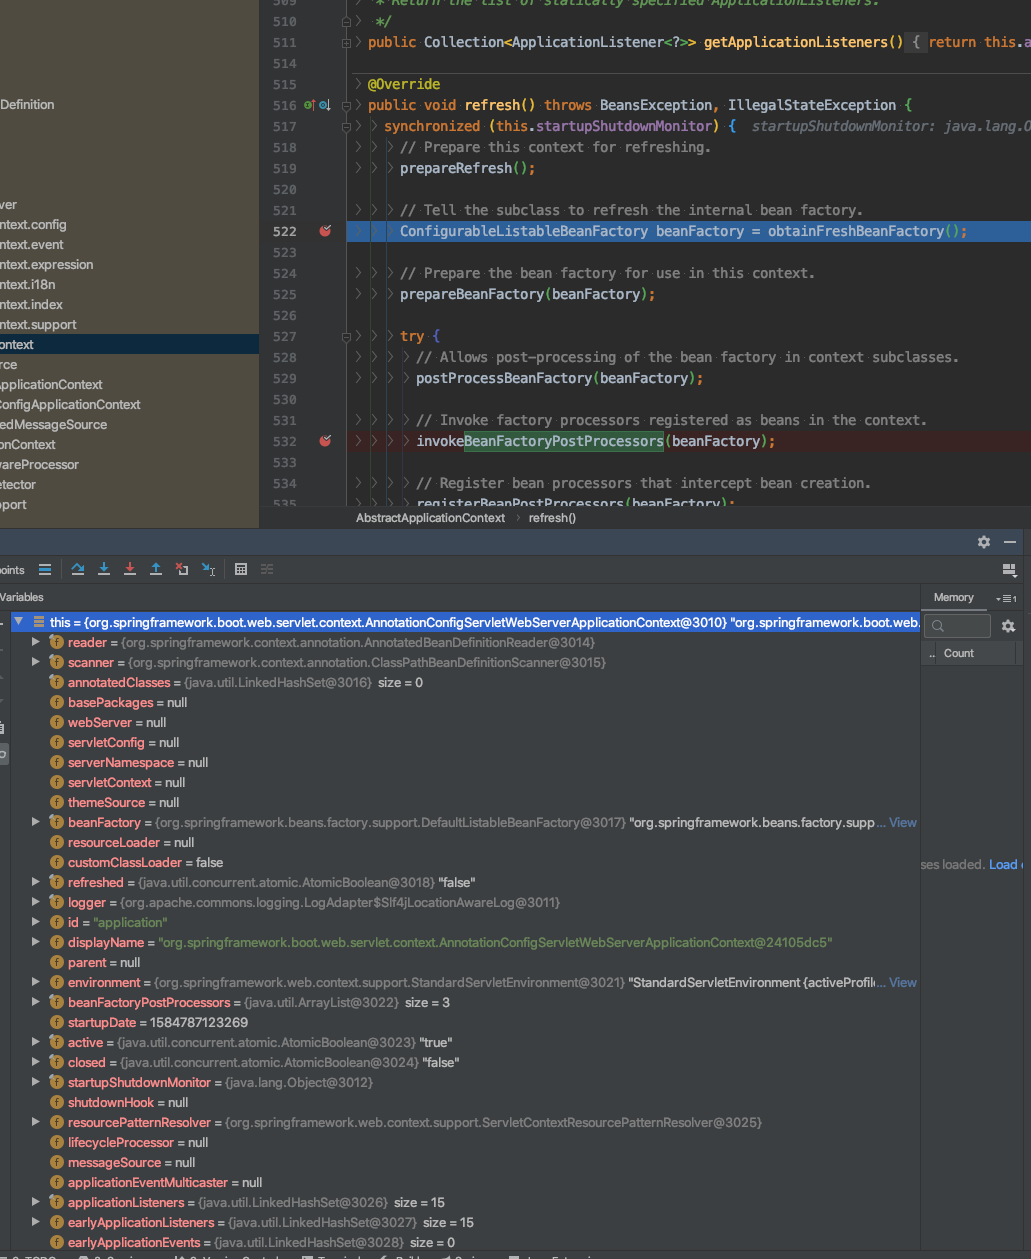 509 * Return the list of statically specified ApplicationListeners.
510 */
511 public Collection<ApplicationListener<?>> getApplicationListeners() { return this.a
514
515 @Override
516 public void refresh() throws BeansException, IllegalStateException {
517 synchronized (this.startupShutdownMonitor) { startupShutdownMonitor: java.lang.O
518 // Prepare this context for refreshing.
519 prepareRefresh();
520
521 // Tell the subclass to refresh the internal bean factory.
522 ConfigurableListableBeanFactory beanFactory = obtainFreshBeanFactory();
523
524 // Prepare the bean factory for use in this context.
525 prepareBeanFactory(beanFactory);
526
527 try {
528 // Allows post-processing of the bean factory in context subclasses.
529 postProcessBeanFactory(beanFactory);
530
531 // Invoke factory processors registered as beans in the context.
532 invokeBeanFactoryPostProcessors(beanFactory);
533
534 // Register bean processors that intercept bean creation.
535 registerBeanPostProcessors(beanFactory);
AbstractApplicationContext › refresh()
Definition
ver
ntext.config
ntext.event
ntext.expression
ntext.i18n
ntext.index
ntext.support
ontext
rce
ApplicationContext
ConfigApplicationContext
edMessageSource
onContext
vareProcessor
etector
pport
oints
Variables
this = {org.springframework.boot.web.servlet.context.AnnotationConfigServletWebServerApplicationContext@3010} "org.springframework.boot.web.
reader = {org.springframework.context.annotation.AnnotatedBeanDefinitionReader@3014}
scanner = {org.springframework.context.annotation.ClassPathBeanDefinitionScanner@3015}
annotatedClasses = {java.util.LinkedHashSet@3016} size = 0
basePackages = null
webServer = null
servletConfig = null
serverNamespace = null
servletContext = null
themeSource = null
beanFactory = {org.springframework.beans.factory.support.DefaultListableBeanFactory@3017} "org.springframework.beans.factory.supp... View
resourceLoader = null
customClassLoader = false
refreshed = {java.util.concurrent.atomic.AtomicBoolean@3018} "false"
logger = {org.apache.commons.logging.LogAdapter$Slf4jLocationAwareLog@3011}
id = "application"
displayName = "org.springframework.boot.web.servlet.context.AnnotationConfigServletWebServerApplicationContext@24105dc5"
parent = null
environment = {org.springframework.web.context.support.StandardServletEnvironment@3021} "StandardServletEnvironment {activeProfile... View
beanFactoryPostProcessors = {java.util.ArrayList@3022} size = 3
startupDate = 1584787123269
active = {java.util.concurrent.atomic.AtomicBoolean@3023} "true"
closed = {java.util.concurrent.atomic.AtomicBoolean@3024} "false"
startupShutdownMonitor = {java.lang.Object@3012}
shutdownHook = null
resourcePatternResolver = {org.springframework.web.context.support.ServletContextResourcePatternResolver@3025}
lifecycleProcessor = null
messageSource = null
applicationEventMulticaster = null
applicationListeners = {java.util.LinkedHashSet@3026} size = 15
earlyApplicationListeners = {java.util.LinkedHashSet@3027} size = 15
earlyApplicationEvents = {java.util.LinkedHashSet@3028} size = 0
Memory
1
.. Count
ses loaded. Load